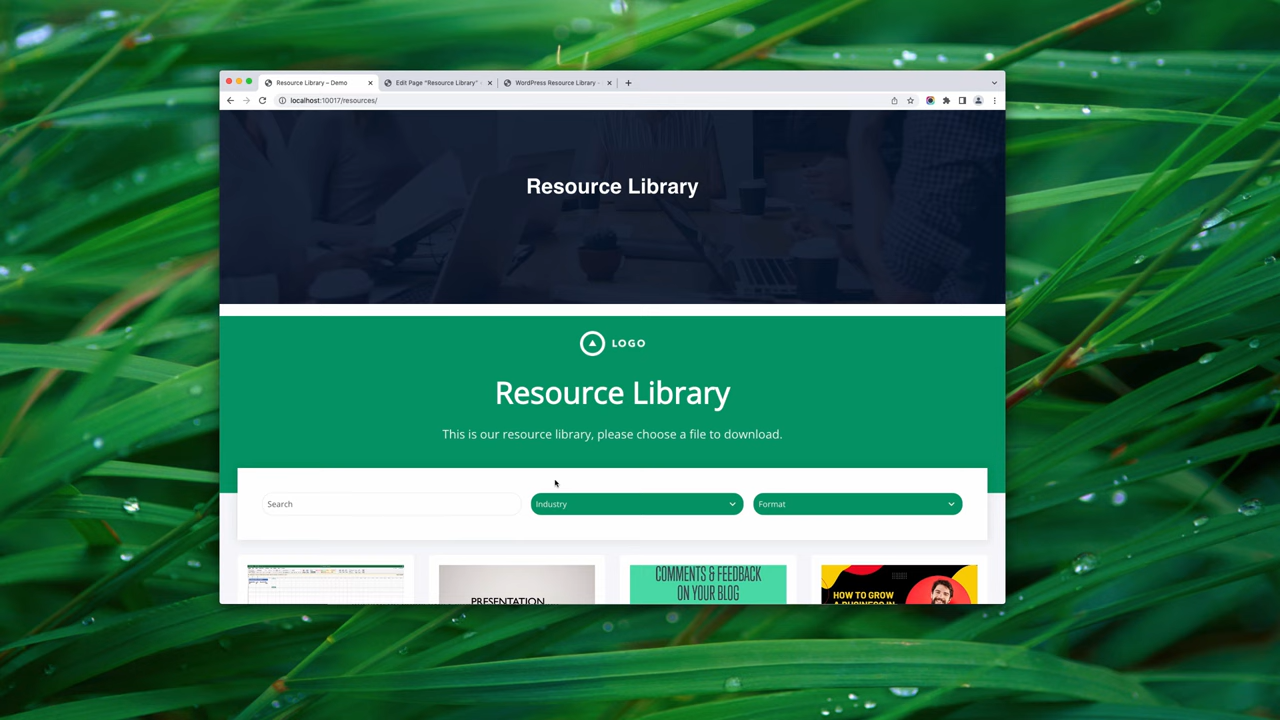 Resource Library – Demo
Edit Page "Resource Library" -
WordPress Resource Library -
localhost:10017/resources/
Resource Library
LOGO
Resource Library
This is our resource library, please choose a file to download.
Search
Industry
Format
PRESENTATION
COMMENTS & FEEDBACK
ON YOUR BLOG
HOW TO GROW
A BUSINESS IN